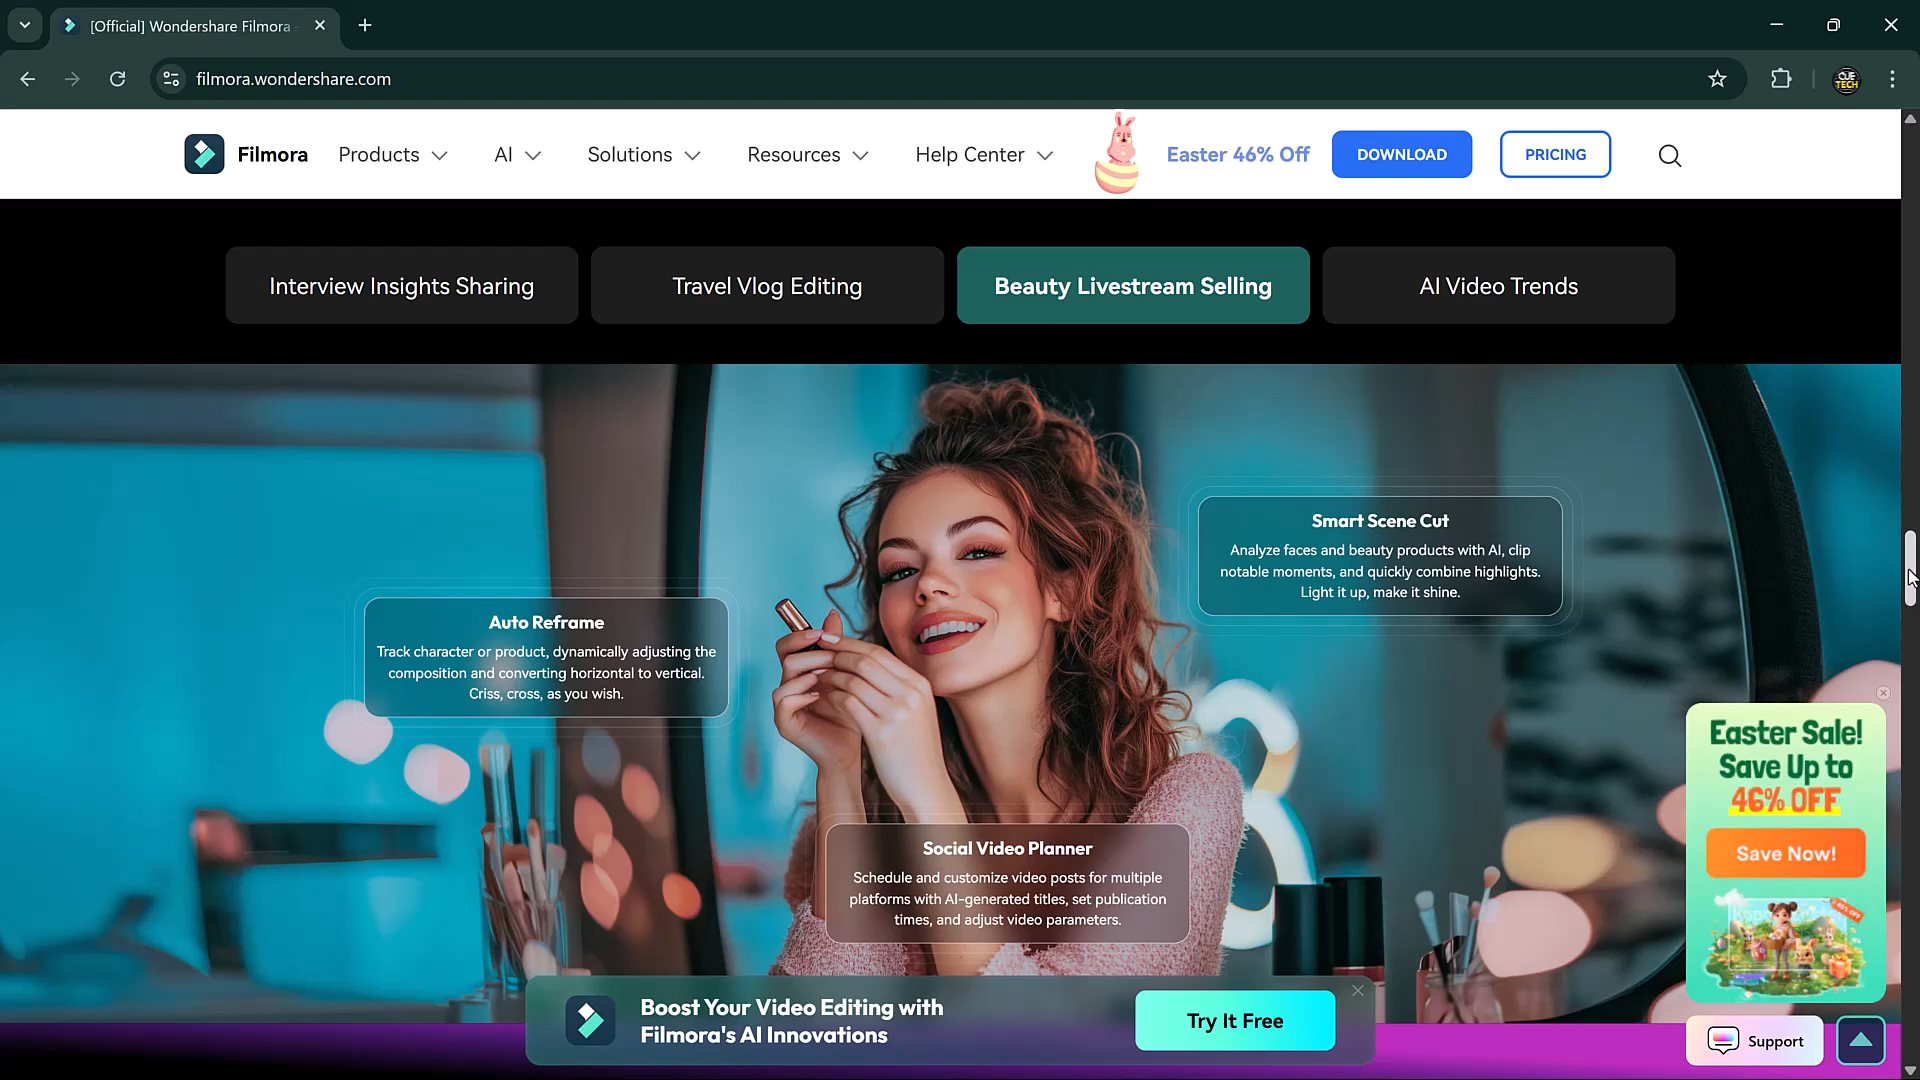 [Official] Wondershare Filmora -
filmora.wondershare.com
CUE
TECH
Filmora
Products
AI
Solutions
Resources
Help Center
Easter 46% Off
DOWNLOAD
PRICING
Interview Insights Sharing
Travel Vlog Editing
Beauty Livestream Selling
AI Video Trends
Smart Scene Cut
Analyze faces and beauty products with AI, clip
notable moments, and quickly combine highlights.
Light it up, make it shine.
Auto Reframe
Track character or product, dynamically adjusting the
composition and converting horizontal to vertical.
Criss, cross, as you wish.
Social Video Planner
Schedule and customize video posts for multiple
platforms with AI-generated titles, set publication
times, and adjust video parameters.
Easter Sale!
Save Up to
46% OFF
Save Now!
46% OFF
Boost Your Video Editing with
Filmora's AI Innovations
Try It Free
Support